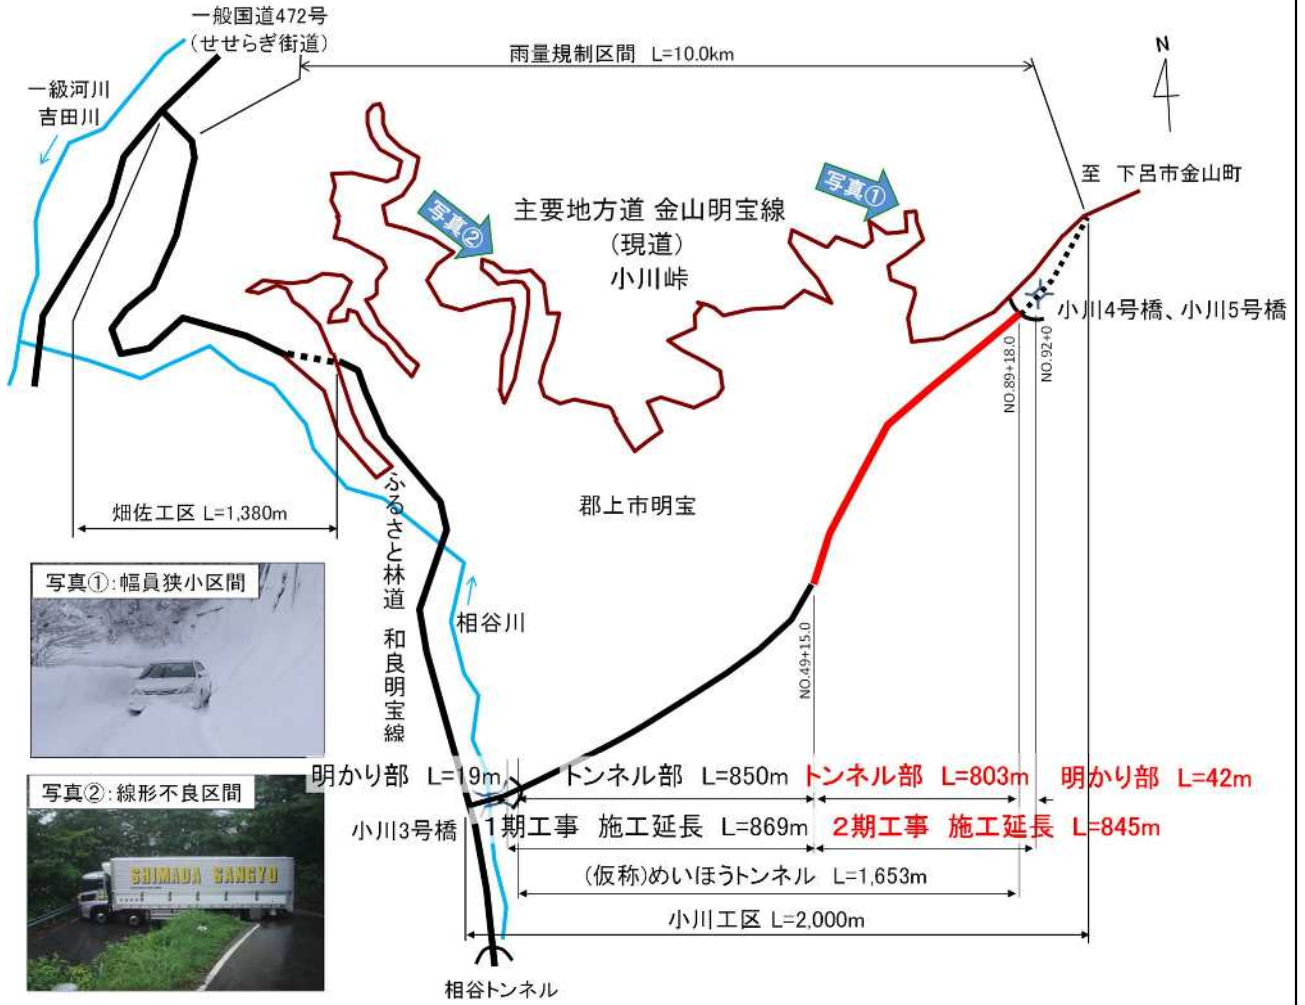 一般国道472号
(せせらぎ街道)
雨量規制区間 L=10.0km
N
一級河川
吉田川
至 下呂市金山町
写真①
写真②
主要地方道 金山明宝線
(現道)
小川峠
小川4号橋、小川5号橋
NO.89+18.0
NO.92+0
郡上市明宝
畑佐工区 L=1,380m
ふるさと林道 和良明宝線
写真①:幅員狭小区間
相谷川
NO.49+15.0
明かり部 L=19m
トンネル部 L=850m
トンネル部 L=803m
明かり部 L=42m
写真②:線形不良区間
小川3号橋
1期工事 施工延長 L=869m
2期工事 施工延長 L=845m
SHIMADA SANGYO
(仮称)めいほうトンネル L=1,653m
小川工区 L=2,000m
相谷トンネル